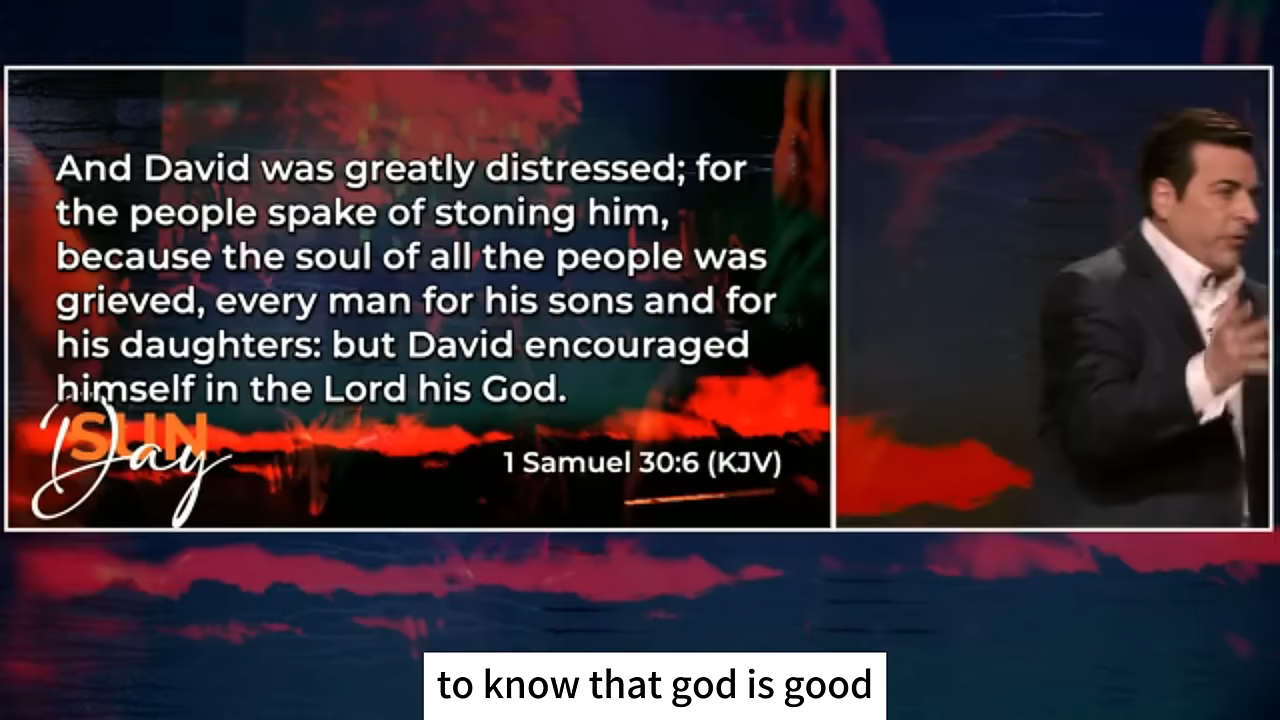 And David was greatly distressed; for
the people spake of stoning him,
because the soul of all the people was
grieved, every man for his sons and for
his daughters: but David encouraged
himself in the Lord his God.
SUN
Day
1 Samuel 30:6 (KJV)
to know that god is good